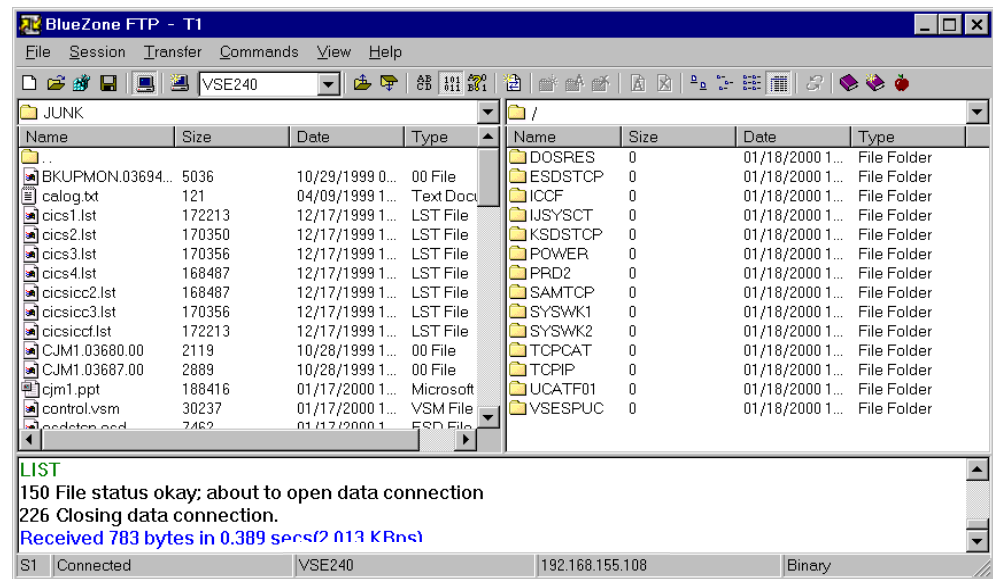 BlueZone FTP - T1
File Session Transfer Commands View Help
VSE240
JUNK
Name Size Date Type
..
BKUPMON.03694... 5036 10/29/1999 0... 00 File
calog.txt 121 04/09/1999 1... Text Docu
cics1.lst 172213 12/17/1999 1... LST File
cics2.lst 170350 12/17/1999 1... LST File
cics3.lst 170356 12/17/1999 1... LST File
cics4.lst 168487 12/17/1999 1... LST File
cicsicc2.lst 168487 12/17/1999 1... LST File
cicsicc3.lst 170356 12/17/1999 1... LST File
cicsiccf.lst 172213 12/17/1999 1... LST File
CJM1.03680.00 2119 10/28/1999 1... 00 File
CJM1.03687.00 2889 10/28/1999 1... 00 File
cjm1.ppt 188416 01/17/2000 1... Microsoft
control.vsm 30237 01/17/2000 1... VSM File
esdstcp.esd 7462 01/17/2000 1... ESD File
/
Name Size Date Type
DOSRES 0 01/18/2000 1... File Folder
ESDSTCP 0 01/18/2000 1... File Folder
ICCF 0 01/18/2000 1... File Folder
IJSYSCT 0 01/18/2000 1... File Folder
KSDSTCP 0 01/18/2000 1... File Folder
POWER 0 01/18/2000 1... File Folder
PRD2 0 01/18/2000 1... File Folder
SAMTCP 0 01/18/2000 1... File Folder
SYSWK1 0 01/18/2000 1... File Folder
SYSWK2 0 01/18/2000 1... File Folder
TCPCAT 0 01/18/2000 1... File Folder
TCPIP 0 01/18/2000 1... File Folder
UCATF01 0 01/18/2000 1... File Folder
VSESPUC 0 01/18/2000 1... File Folder
LIST
150 File status okay; about to open data connection
226 Closing data connection.
Received 783 bytes in 0.389 secs(2.013 KBps)
S1 Connected VSE240 192.168.155.108 Binary